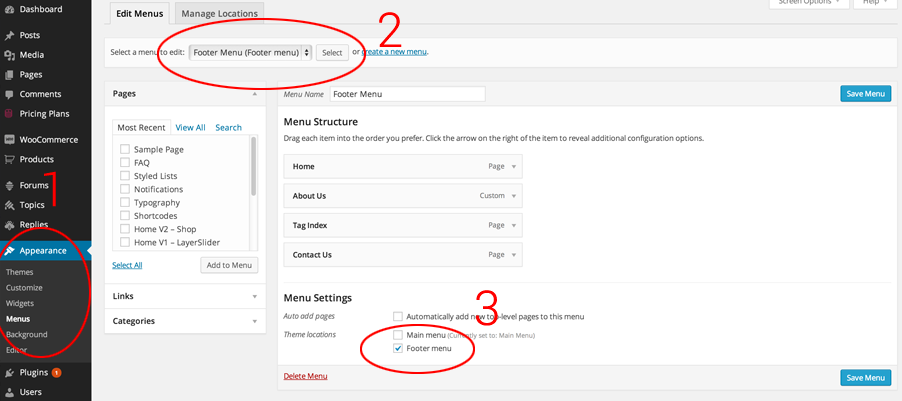 Dashboard
Posts
Media
Pages
Comments
Pricing Plans
WooCommerce
Products
1
Forums
Topics
Replies
Appearance
Themes
Customize
Widgets
Menus
Background
Editor
Plugins 1
Users
Edit Menus Manage Locations
Screen Options Help
2
Select a menu to edit: Footer Menu (Footer menu) Select or create a new menu.
Pages
Most Recent View All Search
Sample Page
FAQ
Styled Lists
Notifications
Typography
Shortcodes
Home V2 – Shop
Home V1 – LayerSlider
Select All Add to Menu
Links
Categories
Menu Name Footer Menu Save Menu
Menu Structure
Drag each item into the order you prefer. Click the arrow on the right of the item to reveal additional configuration options.
Home Page
About Us Custom
Tag Index Page
Contact Us Page
Menu Settings
3
Auto add pages Automatically add new top-level pages to this menu
Theme locations Main menu (Currently set to: Main Menu)
Footer menu
Delete Menu Save Menu